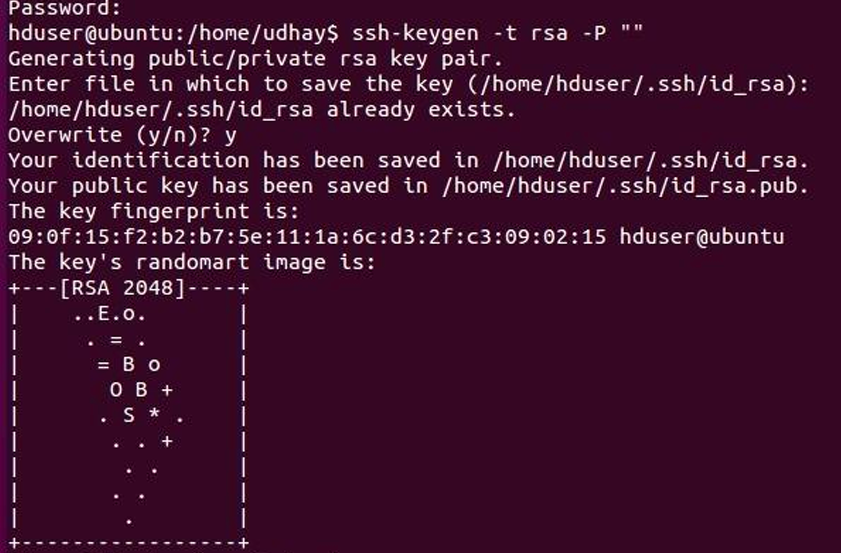 Password:
hduser@ubuntu:/home/udhay$ ssh-keygen -t rsa -P ""
Generating public/private rsa key pair.
Enter file in which to save the key (/home/hduser/.ssh/id_rsa):
/home/hduser/.ssh/id_rsa already exists.
Overwrite (y/n)? y
Your identification has been saved in /home/hduser/.ssh/id_rsa.
Your public key has been saved in /home/hduser/.ssh/id_rsa.pub.
The key fingerprint is:
09:0f:15:f2:b2:b7:5e:11:1a:6c:d3:2f:c3:09:02:15 hduser@ubuntu
The key's randomart image is:
+---[RSA 2048]----+
|    ..E.o.       |
|     . = .       |
|      = B o      |
|       O B +     |
|      . S * .    |
|       . . +     |
|        . .      |
|       . .       |
|        .        |
+-----------------+